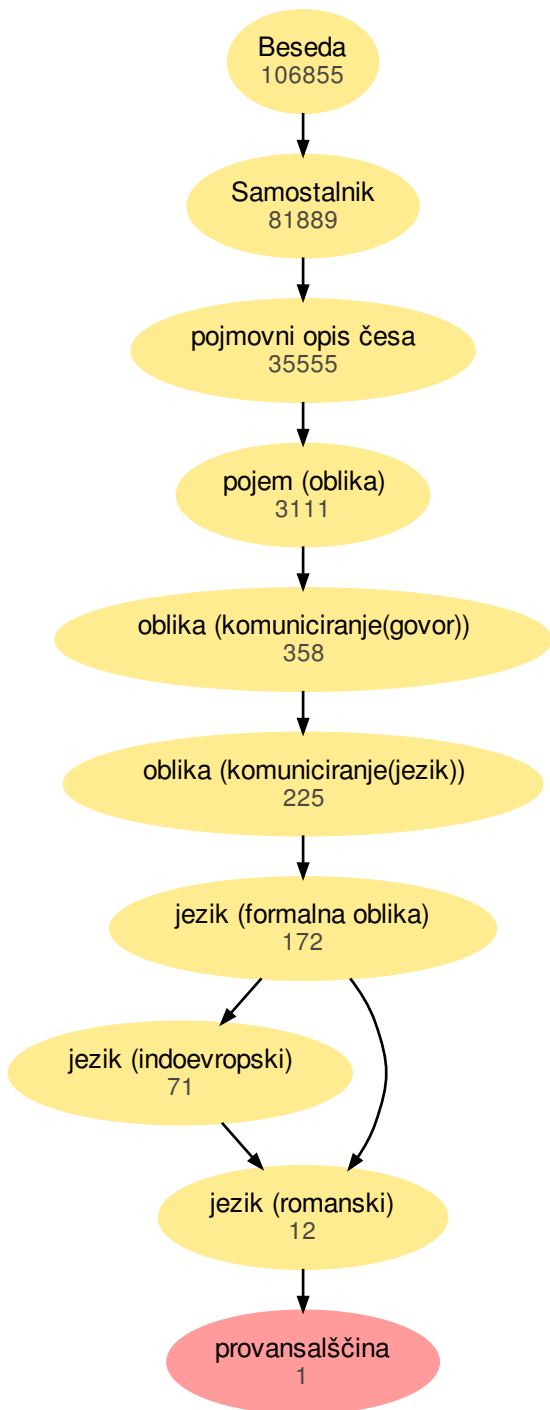 Beseda
106855
Samostalnik
81889
pojmovni opis česa
35555
pojem (oblika)
3111
oblika (komuniciranje(govor))
358
oblika (komuniciranje(jezik))
225
jezik (formalna oblika)
172
jezik (indoevropski)
71
jezik (romanski)
12
provansalščina
1